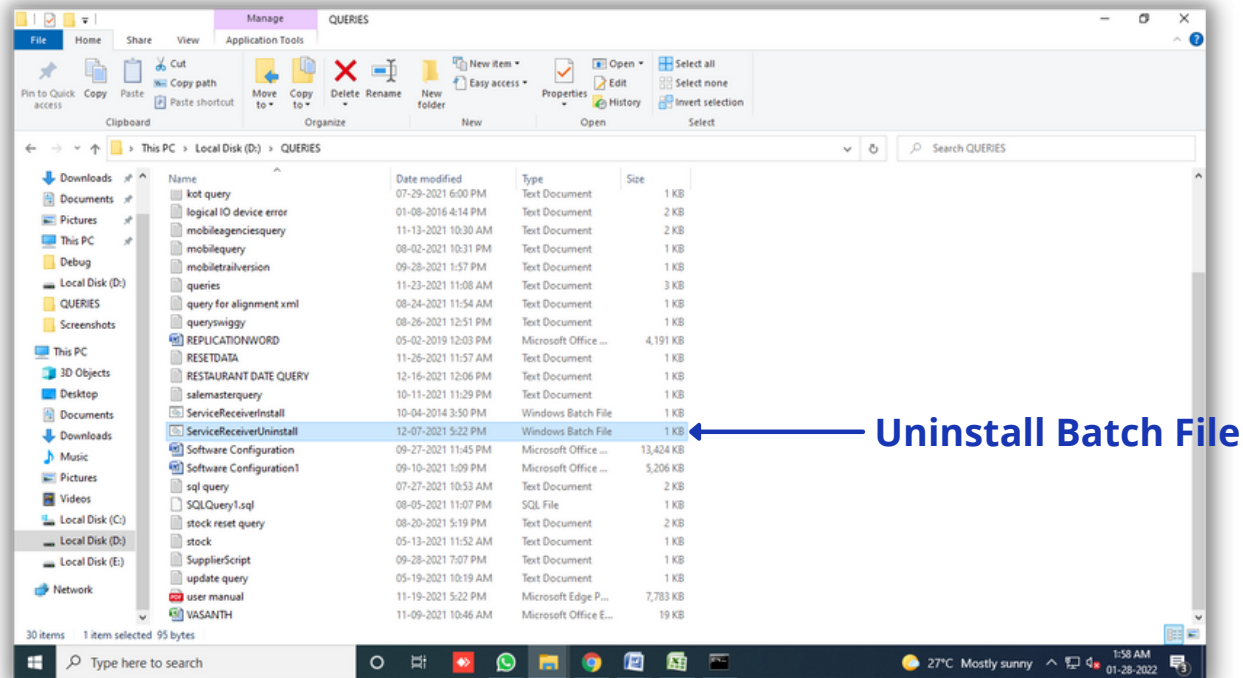 Manage
QUERIES
File Home Share View Application Tools
Pin to Quick access
Copy
Paste
Cut
Copy path
Paste shortcut
Clipboard
Move to
Copy to
Delete
Rename
Organize
New folder
New item
Easy access
New
Properties
Open
Edit
History
Open
Select all
Select none
Invert selection
Select
This PC > Local Disk (D:) > QUERIES
Search QUERIES
Downloads
Documents
Pictures
This PC
Debug
Local Disk (D:)
QUERIES
Screenshots
This PC
3D Objects
Desktop
Documents
Downloads
Music
Pictures
Videos
Local Disk (C:)
Local Disk (D:)
Local Disk (E:)
Network
Name Date modified Type Size
kot query 07-29-2021 6:00 PM Text Document 1 KB
logical IO device error 01-08-2016 4:14 PM Text Document 2 KB
mobileagenciesquery 11-13-2021 10:30 AM Text Document 2 KB
mobilequery 08-02-2021 10:31 PM Text Document 1 KB
mobiletrailversion 09-28-2021 1:57 PM Text Document 1 KB
queries 11-23-2021 11:08 AM Text Document 3 KB
query for alignment xml 08-24-2021 11:54 AM Text Document 1 KB
queryswiggy 08-26-2021 12:51 PM Text Document 1 KB
REPLICATIONWORD 05-02-2019 12:03 PM Microsoft Office ... 4,191 KB
RESETDATA 11-26-2021 11:57 AM Text Document 1 KB
RESTAURANT DATE QUERY 12-16-2021 12:06 PM Text Document 1 KB
salemasterquery 10-11-2021 11:29 PM Text Document 1 KB
ServiceReceiverInstall 10-04-2014 3:50 PM Windows Batch File 1 KB
ServiceReceiverUninstall 12-07-2021 5:22 PM Windows Batch File 1 KB
Uninstall Batch File
Software Configuration 09-27-2021 11:45 PM Microsoft Office ... 13,424 KB
Software Configuration1 09-10-2021 1:09 PM Microsoft Office ... 5,206 KB
sql query 07-27-2021 10:53 AM Text Document 2 KB
SQLQuery1.sql 08-05-2021 11:07 PM SQL File 1 KB
stock reset query 08-20-2021 5:19 PM Text Document 2 KB
stock 05-13-2021 11:52 AM Text Document 1 KB
SupplierScript 09-28-2021 7:07 PM Text Document 1 KB
update query 05-19-2021 10:19 AM Text Document 1 KB
user manual 11-19-2021 5:22 PM Microsoft Edge P... 7,783 KB
VASANTH 11-09-2021 10:46 AM Microsoft Office E... 19 KB
30 items 1 item selected 95 bytes
Type here to search
27°C Mostly sunny
1:58 AM
01-28-2022
3